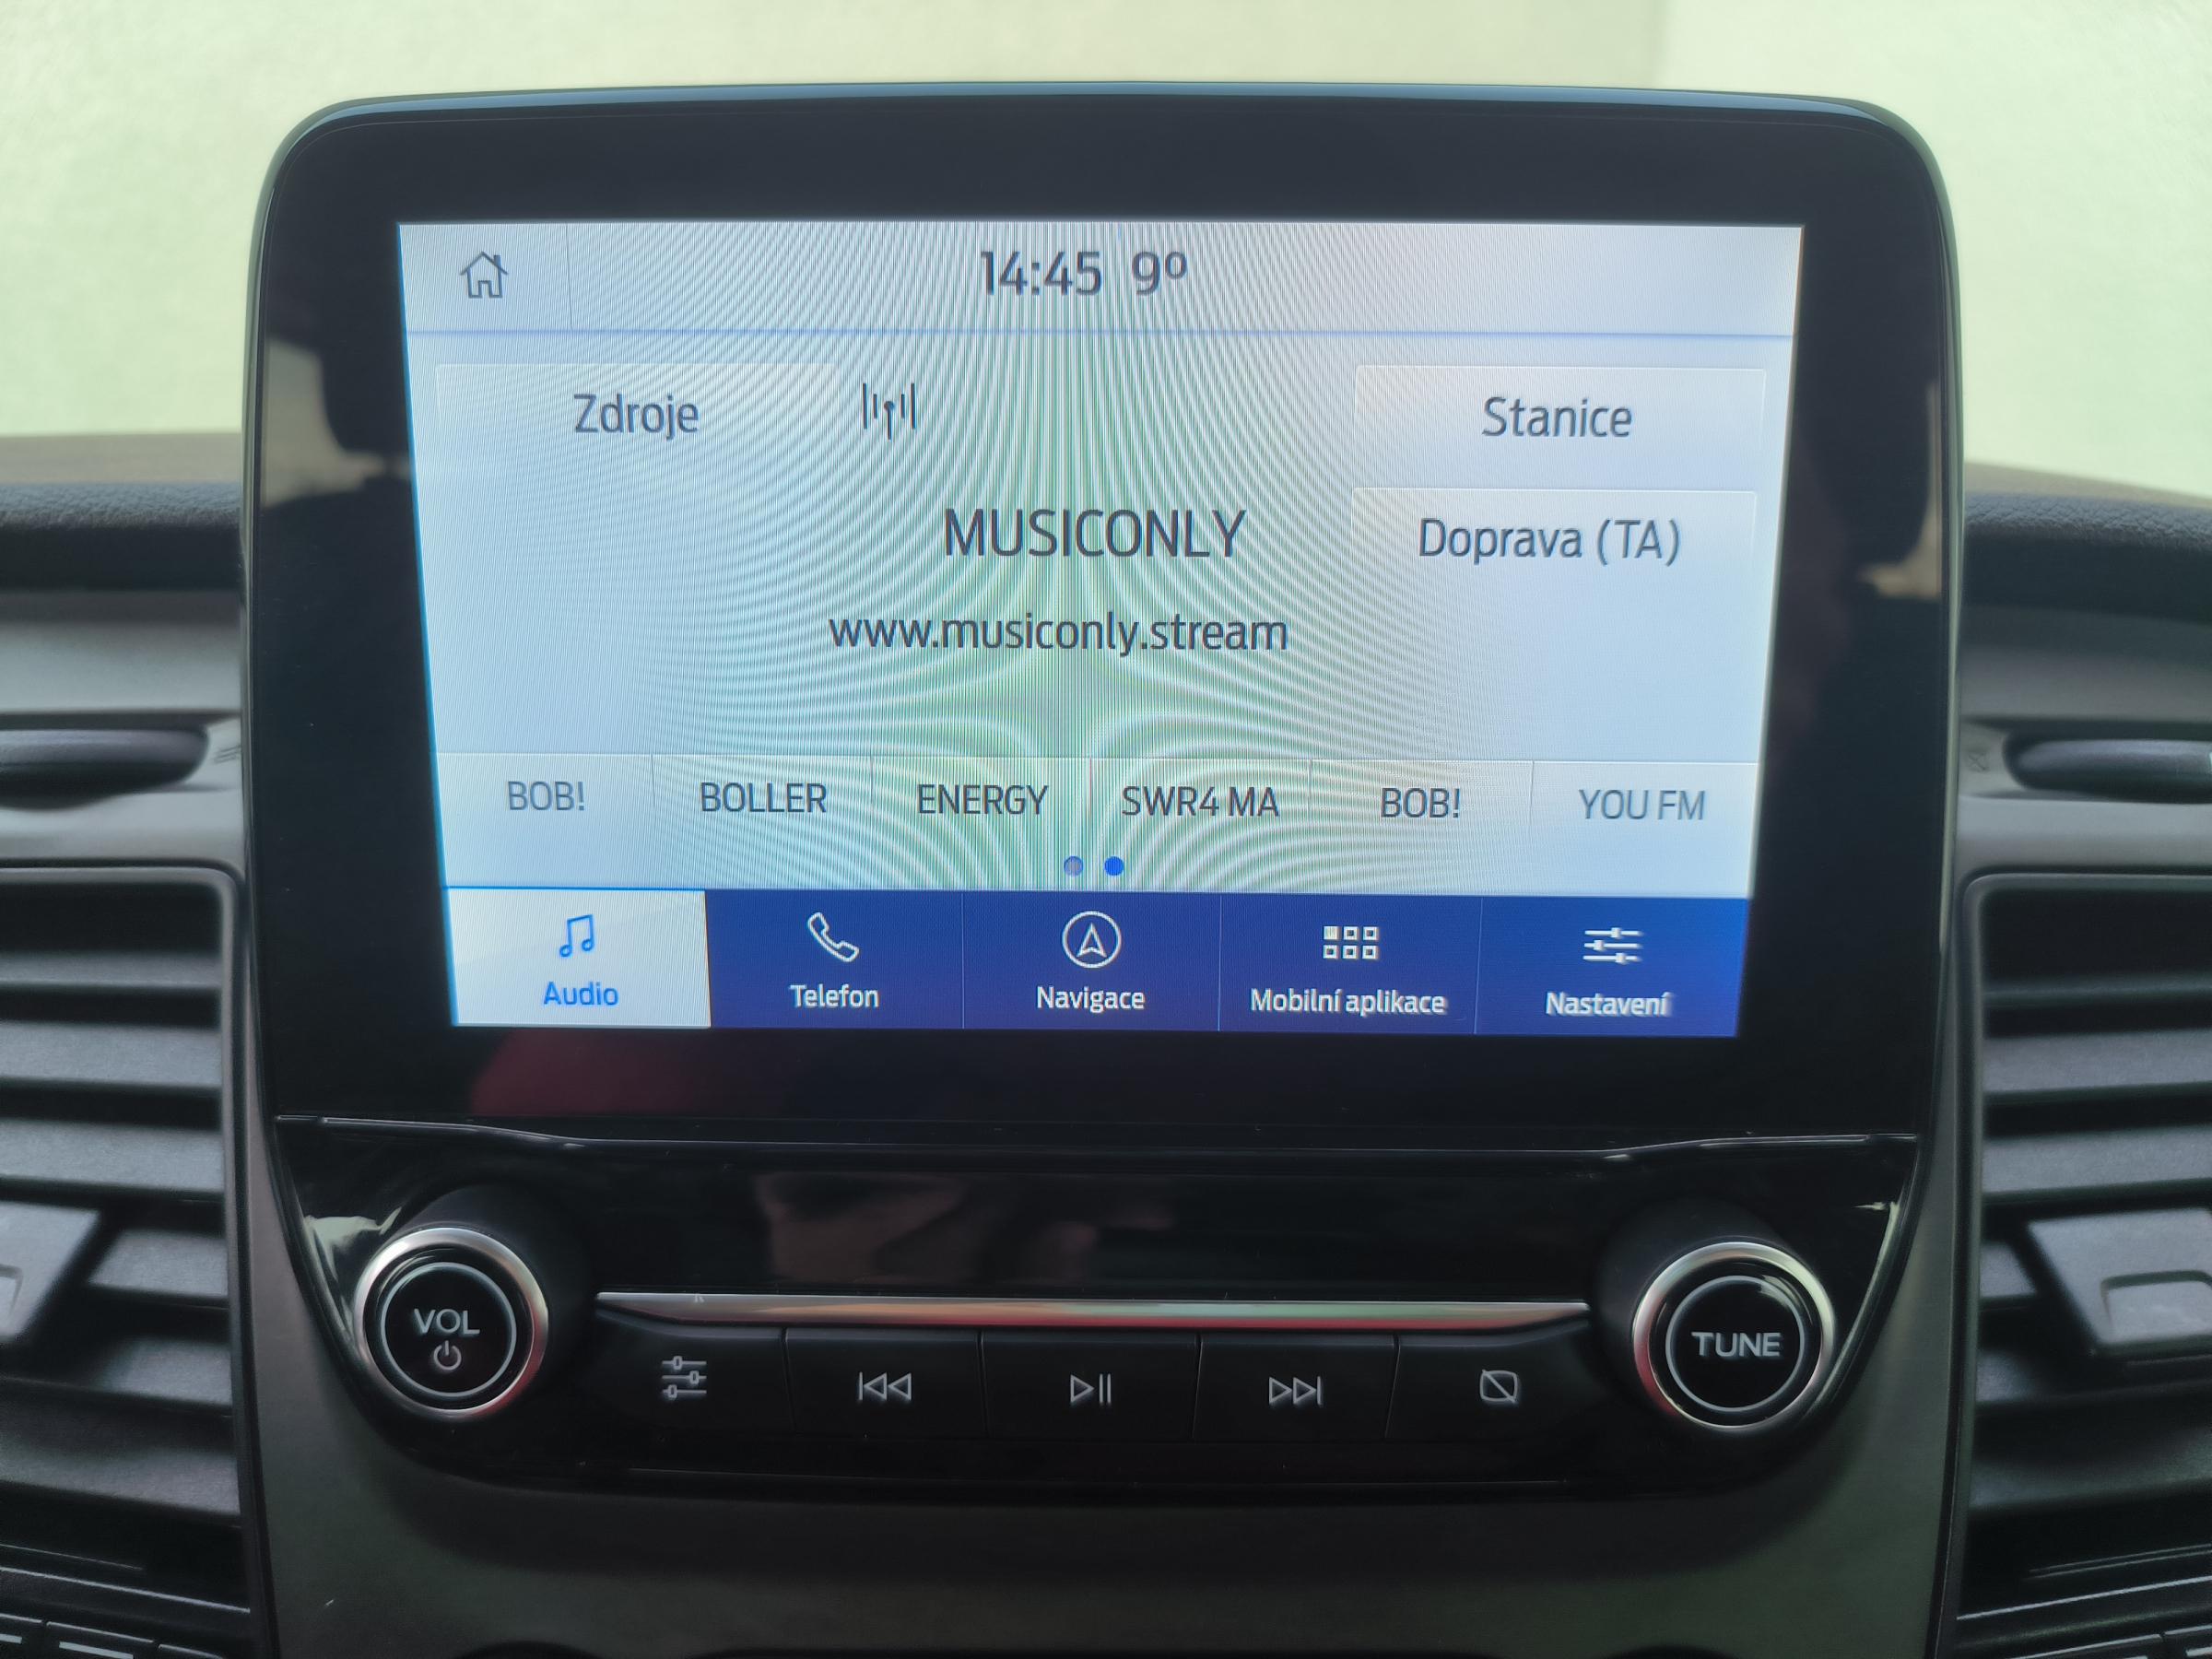 14:45 9°
Zdroje
Stanice
MUSICONLY
Doprava (TA)
www.musiconly.stream
BOB! BOLLER ENERGY SWR4 MA BOB! YOU FM
Audio Telefon Navigace Mobilní aplikace Nastavení
VOL
TUNE